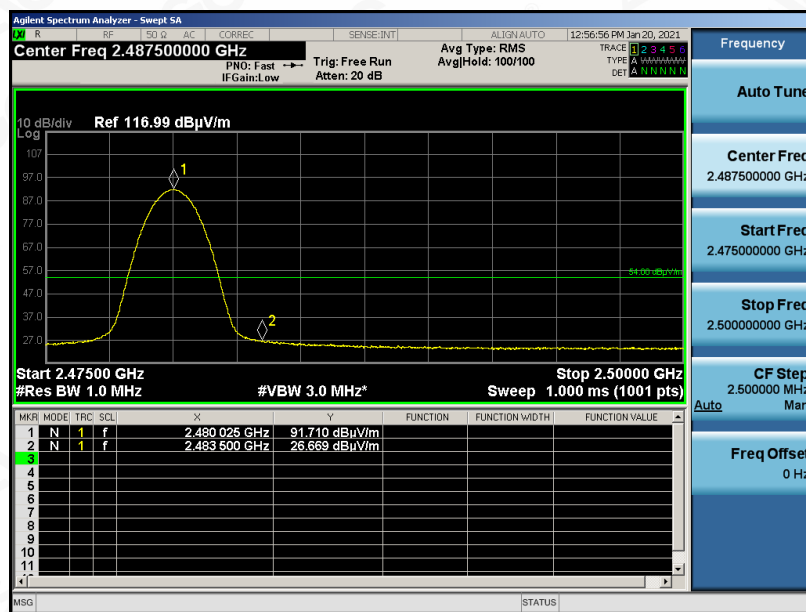 Agilent Spectrum Analyzer - Swept SA
LXI R RF 50 Ω AC CORREC SENSE:INT ALIGN AUTO 12:56:56 PM Jan 20, 2021
Center Freq 2.487500000 GHz
PNO: Fast
IFGain:Low
Trig: Free Run
Atten: 20 dB
Avg Type: RMS
Avg|Hold: 100/100
TRACE 1 2 3 4 5 6
TYPE A WWWWW
DET A N N N N N
10 dB/div Ref 116.99 dBµV/m
Log
107
97.0
87.0
77.0
67.0
57.0
47.0
37.0
27.0
1
2
54.00 dBµV/m
Start 2.47500 GHz Stop 2.50000 GHz
#Res BW 1.0 MHz #VBW 3.0 MHz* Sweep 1.000 ms (1001 pts)
MKR MODE TRC SCL X Y FUNCTION FUNCTION WIDTH FUNCTION VALUE
1 N 1 f 2.480 025 GHz 91.710 dBµV/m
2 N 1 f 2.483 500 GHz 26.669 dBµV/m
3
4
5
6
7
8
9
10
11
MSG STATUS
Frequency
Auto Tune
Center Freq
2.487500000 GHz
Start Freq
2.475000000 GHz
Stop Freq
2.500000000 GHz
CF Step
2.500000 MHz
Auto Man
Freq Offset
0 Hz